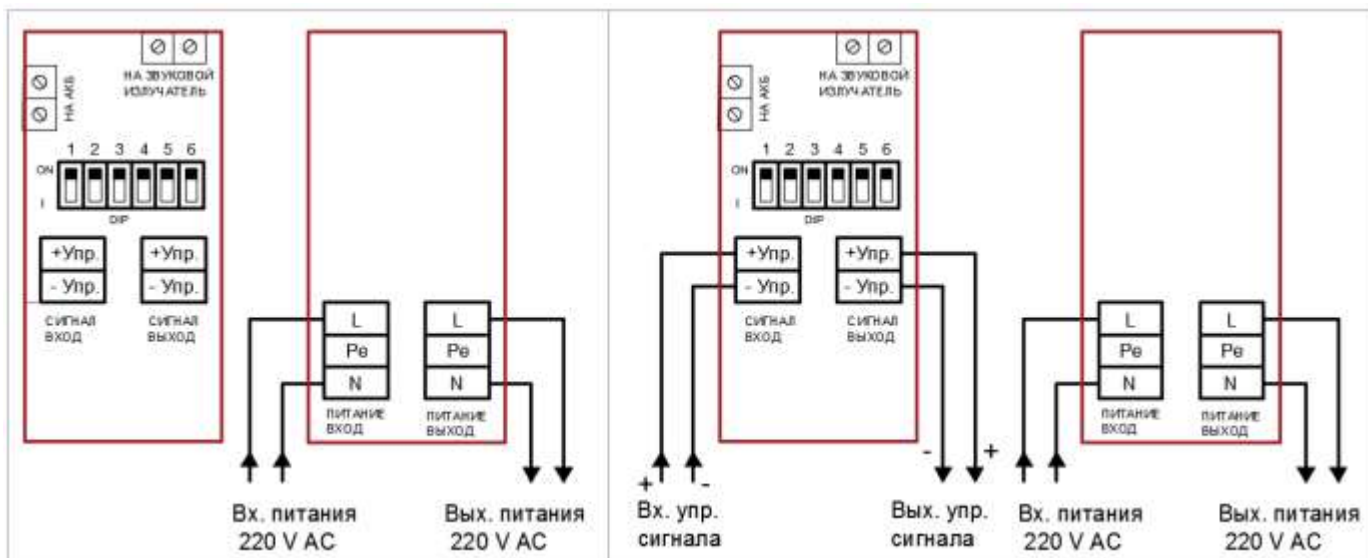 НА ЗВУКОВОЙ
ИЗЛУЧАТЕЛЬ
НА АКБ
1 2 3 4 5 6
ON
I
DIP
+Упр. +Упр.
- Упр. - Упр.
СИГНАЛ ВХОД
СИГНАЛ ВЫХОД
L L
Pe Pe
N N
ПИТАНИЕ ВХОД
ПИТАНИЕ ВЫХОД
Вх. питания
220 V AC
Вых. питания
220 V AC
НА ЗВУКОВОЙ
ИЗЛУЧАТЕЛЬ
НА АКБ
1 2 3 4 5 6
ON
I
DIP
+Упр. +Упр.
- Упр. - Упр.
СИГНАЛ ВХОД
СИГНАЛ ВЫХОД
L L
Pe Pe
N N
ПИТАНИЕ ВХОД
ПИТАНИЕ ВЫХОД
+ - - +
Вх. упр.
сигнала
Вых. упр.
сигнала
Вх. питания
220 V AC
Вых. питания
220 V AC